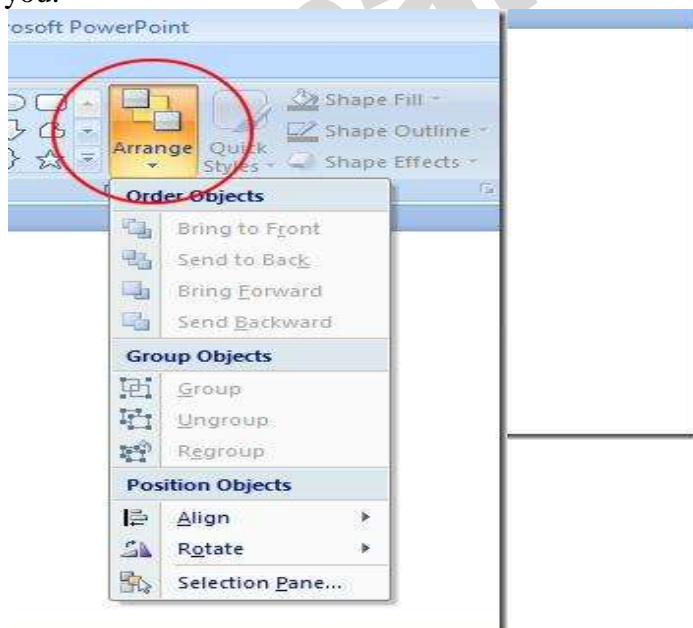 you.
rosoft PowerPoint
Shape Fill
Shape Outline
Arrange Quick Styles Shape Effects
Order Objects
Bring to Front
Send to Back
Bring Forward
Send Backward
Group Objects
Group
Ungroup
Regroup
Position Objects
Align
Rotate
Selection Pane...